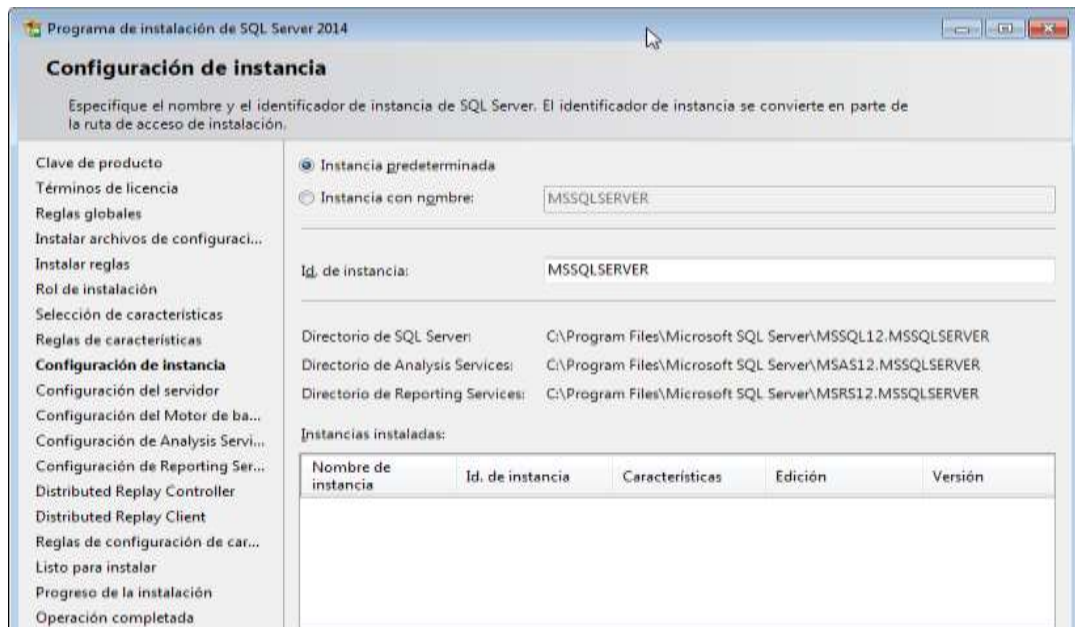 Programa de instalación de SQL Server 2014
Configuración de instancia
Especifique el nombre y el identificador de instancia de SQL Server. El identificador de instancia se convierte en parte de
la ruta de acceso de instalación.
Clave de producto
Términos de licencia
Reglas globales
Instalar archivos de configuraci...
Instalar reglas
Rol de instalación
Selección de características
Reglas de características
Configuración de instancia
Configuración del servidor
Configuración del Motor de ba...
Configuración de Analysis Servi...
Configuración de Reporting Ser...
Distributed Replay Controller
Distributed Replay Client
Reglas de configuración de car...
Listo para instalar
Progreso de la instalación
Operación completada
Instancia predeterminada
Instancia con nombre: MSSQLSERVER
Id. de instancia: MSSQLSERVER
Directorio de SQL Server: C:\Program Files\Microsoft SQL Server\MSSQL12.MSSQLSERVER
Directorio de Analysis Services: C:\Program Files\Microsoft SQL Server\MSAS12.MSSQLSERVER
Directorio de Reporting Services: C:\Program Files\Microsoft SQL Server\MSRS12.MSSQLSERVER
Instancias instaladas:
Nombre de instancia Id. de instancia Características Edición Versión